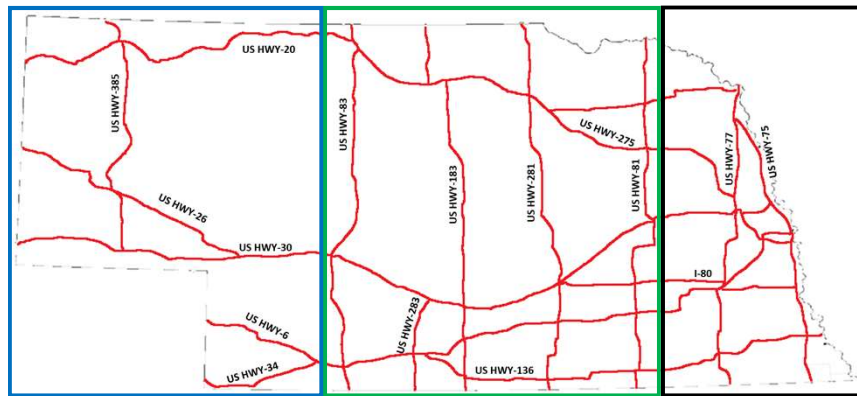 US HWY-20
US HWY-385
US HWY-83
US HWY-183
US HWY-281
US HWY-275
US HWY-81
US HWY-77
US HWY-75
US HWY-26
US HWY-30
I-80
US HWY-6
US HWY-283
US HWY-34
US HWY-136